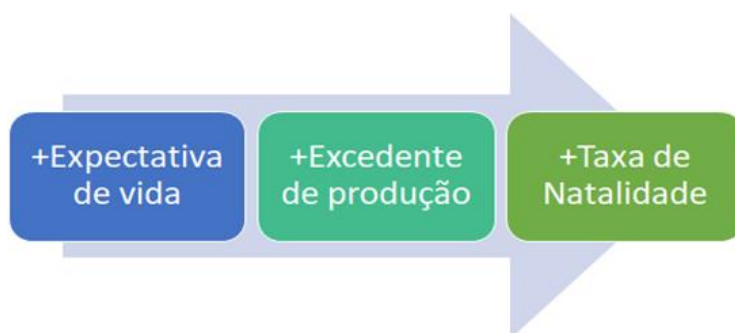 +Expectativa
de vida
+Excedente
de produção
+Taxa de
Natalidade